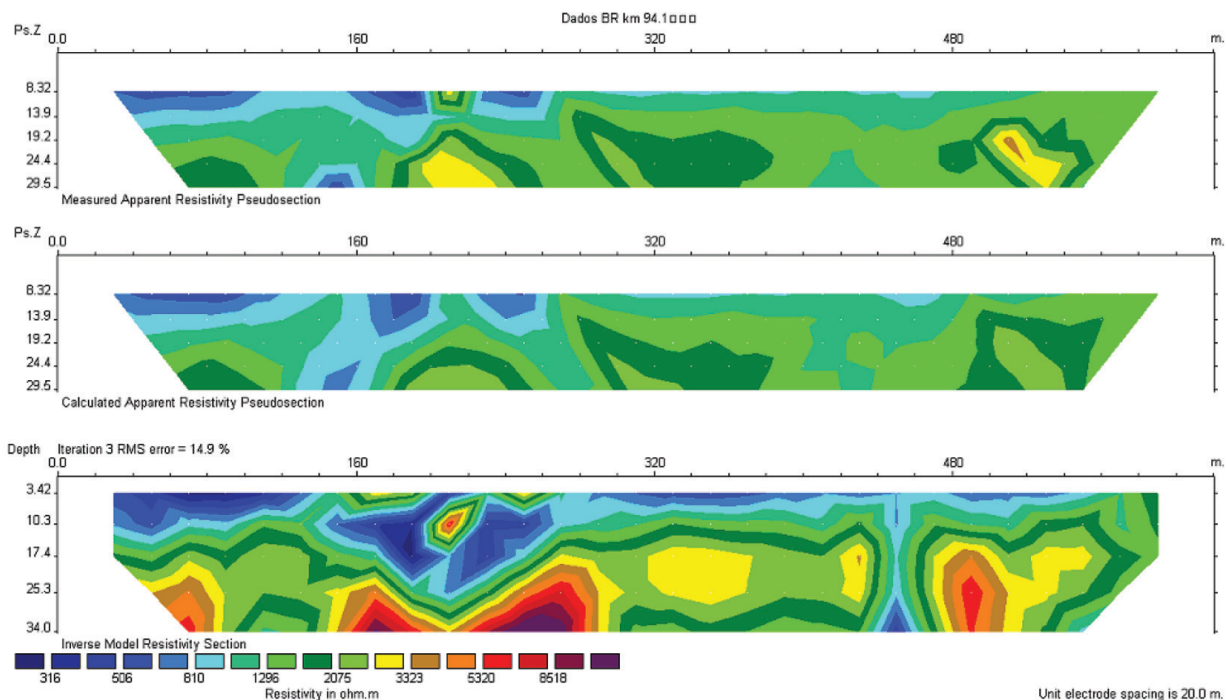 Dados BR km 94.1□□□
Ps.Z 0.0 160 320 480 m.
8.32
13.9
19.2
24.4
29.5
Measured Apparent Resistivity Pseudosection
Ps.Z 0.0 160 320 480 m.
8.32
13.9
19.2
24.4
29.5
Calculated Apparent Resistivity Pseudosection
Depth Iteration 3 RMS error = 14.9 %
0.0 160 320 480 m.
3.42
10.3
17.4
25.3
34.0
Inverse Model Resistivity Section
316 506 810 1296 2075 3323 5320 8518
Resistivity in ohm.m Unit electrode spacing is 20.0 m.